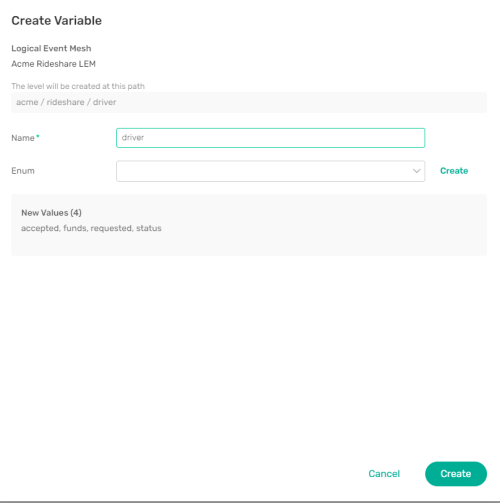 Create Variable
Logical Event Mesh
Acme Rideshare LEM
The level will be created at this path
acme / rideshare / driver
Name*
driver
Enum
Create
New Values (4)
accepted, funds, requested, status
Cancel
Create